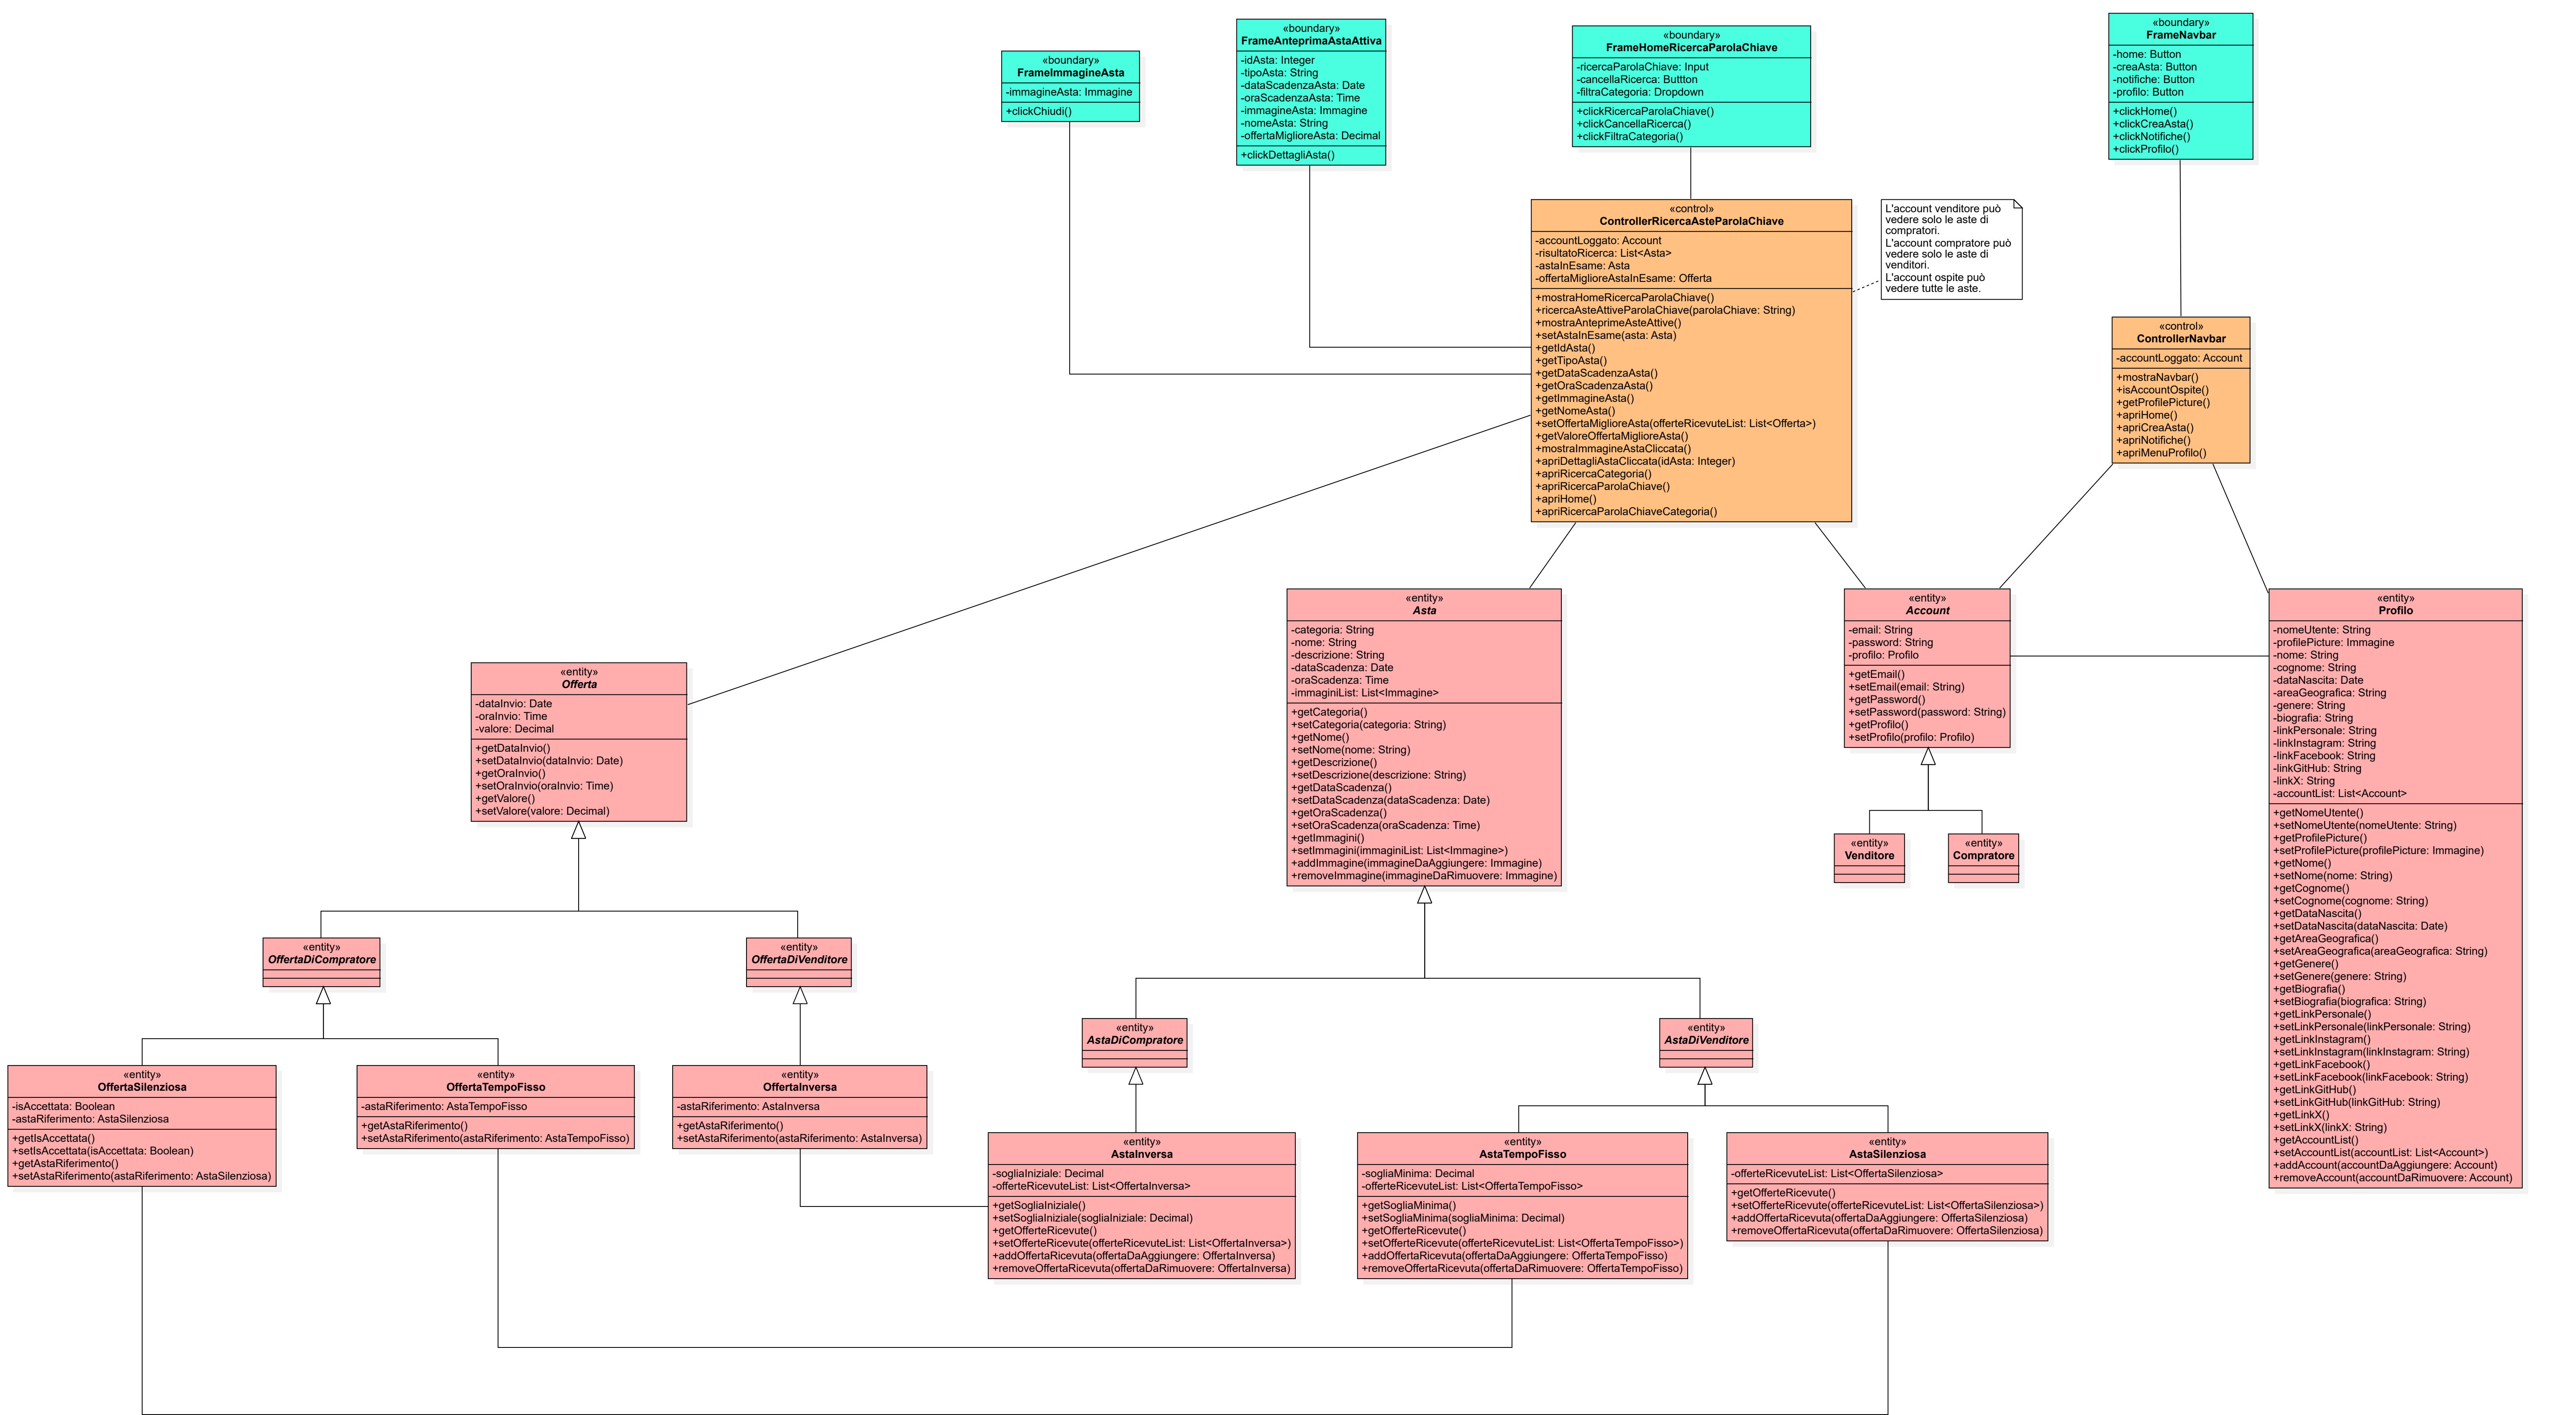 «boundary»
FrameImmagineAsta
-immagineAsta: Immagine
+clickChiudi()
«boundary»
FrameAnteprimaAstaAttiva
-idAsta: Integer
-tipoAsta: String
-dataScadenzaAsta: Date
-oraScadenzaAsta: Time
-immagineAsta: Immagine
-nomeAsta: String
-offertaMiglioreAsta: Decimal
+clickDettagliAsta()
«boundary»
FrameHomeRicercaParolaChiave
-ricercaParolaChiave: Input
-cancellaRicerca: Buttton
-filtraCategoria: Dropdown
+clickRicercaParolaChiave()
+clickCancellaRicerca()
+clickFiltraCategoria()
«boundary»
FrameNavbar
-home: Button
-creaAsta: Button
-notifiche: Button
-profilo: Button
+clickHome()
+clickCreaAsta()
+clickNotifiche()
+clickProfilo()
«control»
ControllerRicercaAsteParolaChiave
-accountLoggato: Account
-risultatoRicerca: List<Asta>
-astaInEsame: Asta
-offertaMiglioreAstaInEsame: Offerta
+mostraHomeRicercaParolaChiave()
+ricercaAsteAttiveParolaChiave(parolaChiave: String)
+mostraAnteprimeAsteAttive()
+setAstaInEsame(asta: Asta)
+getIdAsta()
+getTipoAsta()
+getDataScadenzaAsta()
+getOraScadenzaAsta()
+getImmagineAsta()
+getNomeAsta()
+setOffertaMiglioreAsta(offerteRicevuteList: List<Offerta>)
+getValoreOffertaMiglioreAsta()
+mostraImmagineAstaCliccata()
+apriDettagliAstaCliccata(idAsta: Integer)
+apriRicercaCategoria()
+apriRicercaParolaChiave()
+apriHome()
+apriRicercaParolaChiaveCategoria()
L'account venditore può
vedere solo le aste di
compratori.
L'account compratore può
vedere solo le aste di
venditori.
L'account ospite può
vedere tutte le aste.
«control»
ControllerNavbar
-accountLoggato: Account
+mostraNavbar()
+isAccountOspite()
+getProfilePicture()
+apriHome()
+apriCreaAsta()
+apriNotifiche()
+apriMenuProfilo()
«entity»
Offerta
-dataInvio: Date
-oraInvio: Time
-valore: Decimal
+getDataInvio()
+setDataInvio(dataInvio: Date)
+getOraInvio()
+setOraInvio(oraInvio: Time)
+getValore()
+setValore(valore: Decimal)
«entity»
Asta
-categoria: String
-nome: String
-descrizione: String
-dataScadenza: Date
-oraScadenza: Time
-immaginiList: List<Immagine>
+getCategoria()
+setCategoria(categoria: String)
+getNome()
+setNome(nome: String)
+getDescrizione()
+setDescrizione(descrizione: String)
+getDataScadenza()
+setDataScadenza(dataScadenza: Date)
+getOraScadenza()
+setOraScadenza(oraScadenza: Time)
+getImmagini()
+setImmagini(immaginiList: List<Immagine>)
+addImmagine(immagineDaAggiungere: Immagine)
+removeImmagine(immagineDaRimuovere: Immagine)
«entity»
Account
-email: String
-password: String
-profilo: Profilo
+getEmail()
+setEmail(email: String)
+getPassword()
+setPassword(password: String)
+getProfilo()
+setProfilo(profilo: Profilo)
«entity»
Profilo
-nomeUtente: String
-profilePicture: Immagine
-nome: String
-cognome: String
-dataNascita: Date
-areaGeografica: String
-genere: String
-biografia: String
-linkPersonale: String
-linkInstagram: String
-linkFacebook: String
-linkGitHub: String
-linkX: String
-accountList: List<Account>
+getNomeUtente()
+setNomeUtente(nomeUtente: String)
+getProfilePicture()
+setProfilePicture(profilePicture: Immagine)
+getNome()
+setNome(nome: String)
+getCognome()
+setCognome(cognome: String)
+getDataNascita()
+setDataNascita(dataNascita: Date)
+getAreaGeografica()
+setAreaGeografica(areaGeografica: String)
+getGenere()
+setGenere(genere: String)
+getBiografia()
+setBiografia(biografica: String)
+getLinkPersonale()
+setLinkPersonale(linkPersonale: String)
+getLinkInstagram()
+setLinkInstagram(linkInstagram: String)
+getLinkFacebook()
+setLinkFacebook(linkFacebook: String)
+getLinkGitHub()
+setLinkGitHub(linkGitHub: String)
+getLinkX()
+setLinkX(linkX: String)
+getAccountList()
+setAccountList(accountList: List<Account>)
+addAccount(accountDaAggiungere: Account)
+removeAccount(accountDaRimuovere: Account)
«entity»
Venditore
«entity»
Compratore
«entity»
OffertaDiCompratore
«entity»
OffertaDiVenditore
«entity»
AstaDiCompratore
«entity»
AstaDiVenditore
«entity»
OffertaSilenziosa
-isAccettata: Boolean
-astaRiferimento: AstaSilenziosa
+getIsAccettata()
+setIsAccettata(isAccettata: Boolean)
+getAstaRiferimento()
+setAstaRiferimento(astaRiferimento: AstaSilenziosa)
«entity»
OffertaTempoFisso
-astaRiferimento: AstaTempoFisso
+getAstaRiferimento()
+setAstaRiferimento(astaRiferimento: AstaTempoFisso)
«entity»
OffertaInversa
-astaRiferimento: AstaInversa
+getAstaRiferimento()
+setAstaRiferimento(astaRiferimento: AstaInversa)
«entity»
AstaInversa
-sogliaIniziale: Decimal
-offerteRicevuteList: List<OffertaInversa>
+getSogliaIniziale()
+setSogliaIniziale(sogliaIniziale: Decimal)
+getOfferteRicevute()
+setOfferteRicevute(offerteRicevuteList: List<OffertaInversa>)
+addOffertaRicevuta(offertaDaAggiungere: OffertaInversa)
+removeOffertaRicevuta(offertaDaRimuovere: OffertaInversa)
«entity»
AstaTempoFisso
-sogliaMinima: Decimal
-offerteRicevuteList: List<OffertaTempoFisso>
+getSogliaMinima()
+setSogliaMinima(sogliaMinima: Decimal)
+getOfferteRicevute()
+setOfferteRicevute(offerteRicevuteList: List<OffertaTempoFisso>)
+addOffertaRicevuta(offertaDaAggiungere: OffertaTempoFisso)
+removeOffertaRicevuta(offertaDaRimuovere: OffertaTempoFisso)
«entity»
AstaSilenziosa
-offerteRicevuteList: List<OffertaSilenziosa>
+getOfferteRicevute()
+setOfferteRicevute(offerteRicevuteList: List<OffertaSilenziosa>)
+addOffertaRicevuta(offertaDaAggiungere: OffertaSilenziosa)
+removeOffertaRicevuta(offertaDaRimuovere: OffertaSilenziosa)